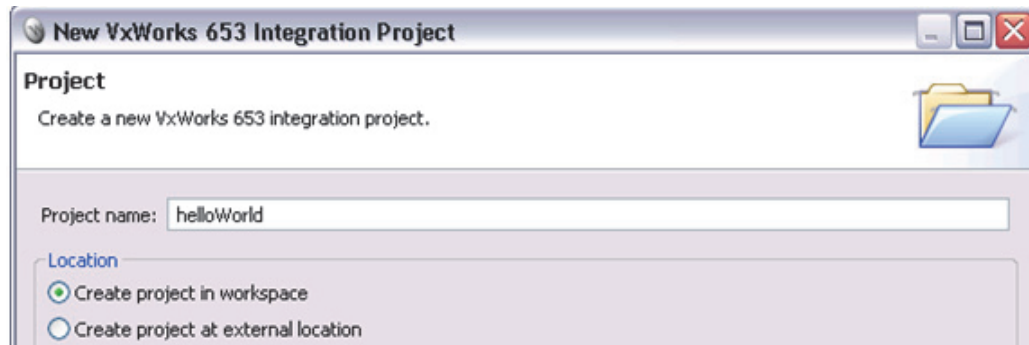 New VxWorks 653 Integration Project
Project
Create a new VxWorks 653 integration project.
Project name: helloWorld
Location
Create project in workspace
Create project at external location